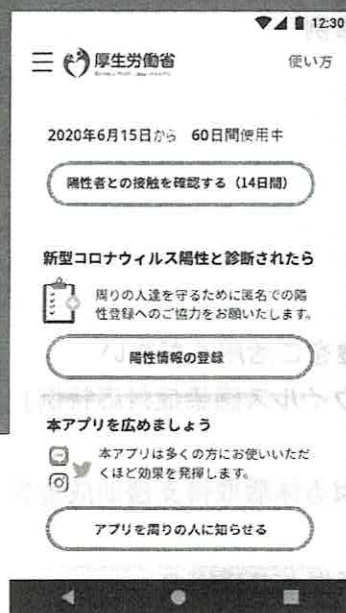 12:30
厚生労働省
使い方
2020年6月15日から 60日間使用中
陽性者との接触を確認する（14日間）
新型コロナウィルス陽性と診断されたら
周りの人達を守るために匿名での陽
性登録へのご協力をお願いいたします。
陽性情報の登録
本アプリを広めましょう
本アプリは多くの方にお使いいただ
くほど効果を発揮します。
アプリを周りの人に知らせる